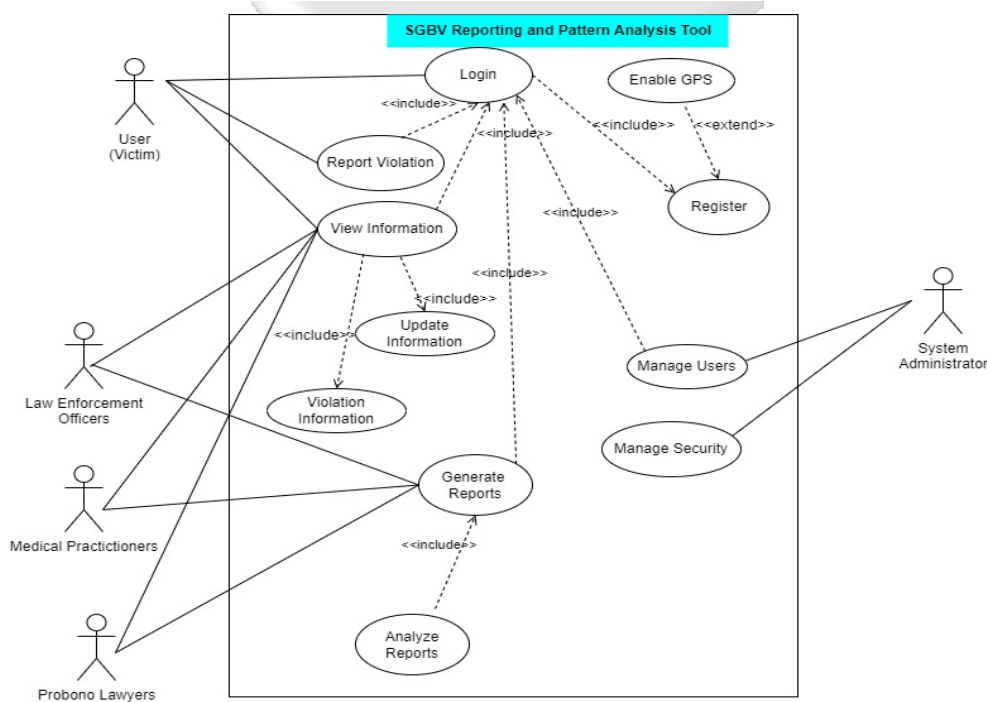 SGBV Reporting and Pattern Analysis Tool
Login
Enable GPS
<<include>>
<<include>>
<<include>>
<<extend>>
User
(Victim)
Report Violation
Register
View Information
<<include>>
<<include>>
<<include>>
<<include>>
Update
Information
System
Administrator
Manage Users
Law Enforcement
Officers
Violation
Information
Manage Security
Generate
Reports
Medical Practictioners
<<include>>
Analyze
Reports
Probono Lawyers